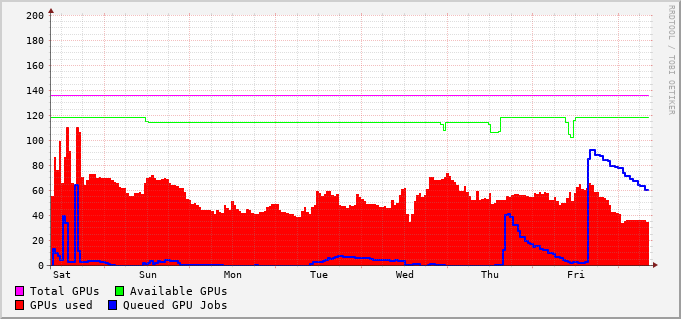 200
180
160
140
120
100
80
60
40
20
0
Sat Sun Mon Tue Wed Thu Fri
Total GPUs Available GPUs
GPUs used Queued GPU Jobs
RRDTOOL / TOBI OETIKER